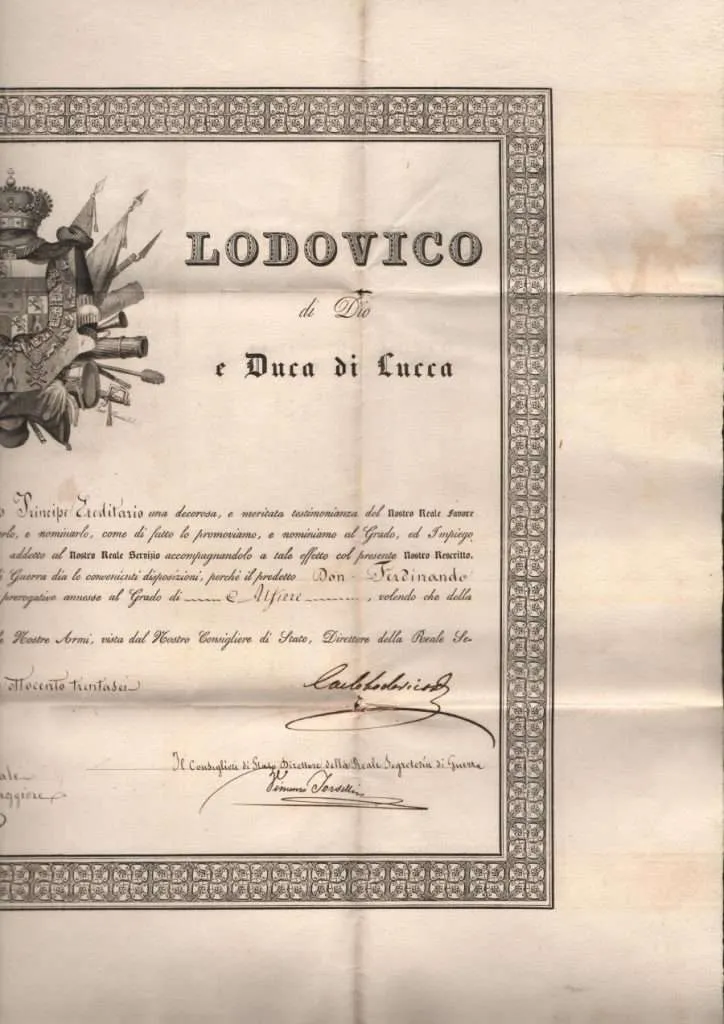 LODOVICO
di Dio
e Duca di Lucca
Principe Ereditario una decorosa, e meritata testimonianza del Nostro Reale Favore
e nominarlo, come di fatto lo promoviamo, e nominiamo al Grado, ed Impiego
addetto al Nostro Reale Servizio accompagnandolo a tale effetto col presente Nostro Rescritto.
Guerra dia le convenienti disposizioni, perchè il predetto Don Ferdinando
prerogative annesse al Grado di Alfiere, volendo che della
Nostre Armi, vista dal Nostro Consigliere di Stato, Direttore della Reale Se-
ottocento trentasei
Carlo Lodovico
Il Consigliere di Stato Direttore della Reale Segreteria di Guerra